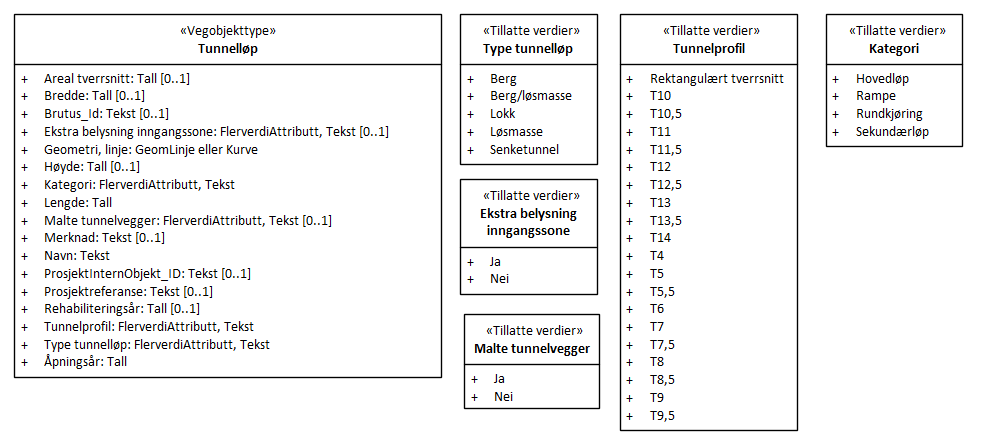 «Vegobjekttype»
Tunnelløp
+ Areal tverrsnitt: Tall [0..1]
+ Bredde: Tall [0..1]
+ Brutus_Id: Tekst [0..1]
+ Ekstra belysning inngangssone: FlerverdiAttributt, Tekst [0..1]
+ Geometri, linje: GeomLinje eller Kurve
+ Høyde: Tall [0..1]
+ Kategori: FlerverdiAttributt, Tekst
+ Lengde: Tall
+ Malte tunnelvegger: FlerverdiAttributt, Tekst [0..1]
+ Merknad: Tekst [0..1]
+ Navn: Tekst
+ ProsjektInternObjekt_ID: Tekst [0..1]
+ Prosjektreferanse: Tekst [0..1]
+ Rehabiliteringsår: Tall [0..1]
+ Tunnelprofil: FlerverdiAttributt, Tekst
+ Type tunnelløp: FlerverdiAttributt, Tekst
+ Åpningsår: Tall
«Tillatte verdier»
Type tunnelløp
+ Berg
+ Berg/løsmasse
+ Lokk
+ Løsmasse
+ Senketunnel
«Tillatte verdier»
Ekstra belysning
inngangssone
+ Ja
+ Nei
«Tillatte verdier»
Malte tunnelvegger
+ Ja
+ Nei
«Tillatte verdier»
Tunnelprofil
+ Rektangulært tverrsnitt
+ T10
+ T10,5
+ T11
+ T11,5
+ T12
+ T12,5
+ T13
+ T13,5
+ T14
+ T4
+ T5
+ T5,5
+ T6
+ T7
+ T7,5
+ T8
+ T8,5
+ T9
+ T9,5
«Tillatte verdier»
Kategori
+ Hovedløp
+ Rampe
+ Rundkjøring
+ Sekundærløp